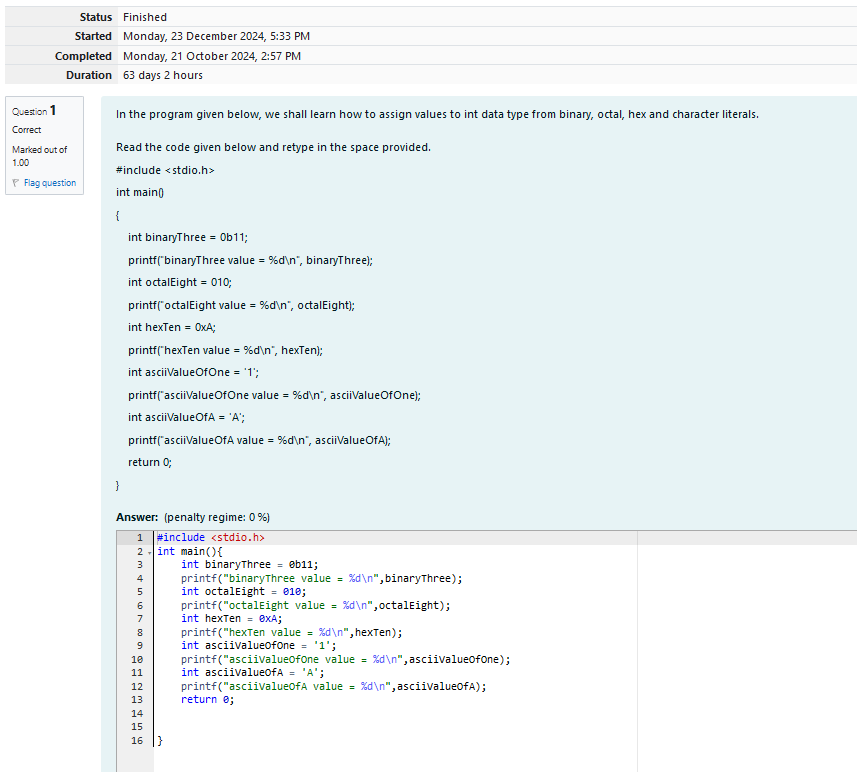 Status Finished
Started Monday, 23 December 2024, 5:33 PM
Completed Monday, 21 October 2024, 2:57 PM
Duration 63 days 2 hours
Question 1
Correct
Marked out of
1.00
Flag question
In the program given below, we shall learn how to assign values to int data type from binary, octal, hex and character literals.
Read the code given below and retype in the space provided.
#include <stdio.h>
int main()
{
int binaryThree = 0b11;
printf("binaryThree value = %d\n", binaryThree);
int octalEight = 010;
printf("octalEight value = %d\n", octalEight);
int hexTen = 0xA;
printf("hexTen value = %d\n", hexTen);
int asciiValueOfOne = '1';
printf("asciiValueOfOne value = %d\n", asciiValueOfOne);
int asciiValueOfA = 'A';
printf("asciiValueOfA value = %d\n", asciiValueOfA);
return 0;
}
Answer: (penalty regime: 0 %)
1 #include <stdio.h>
2 int main(){
3 int binaryThree = 0b11;
4 printf("binaryThree value = %d\n",binaryThree);
5 int octalEight = 010;
6 printf("octalEight value = %d\n",octalEight);
7 int hexTen = 0xA;
8 printf("hexTen value = %d\n",hexTen);
9 int asciiValueOfOne = '1';
10 printf("asciiValueOfOne value = %d\n",asciiValueOfOne);
11 int asciiValueOfA = 'A';
12 printf("asciiValueOfA value = %d\n",asciiValueOfA);
13 return 0;
14
15
16 }